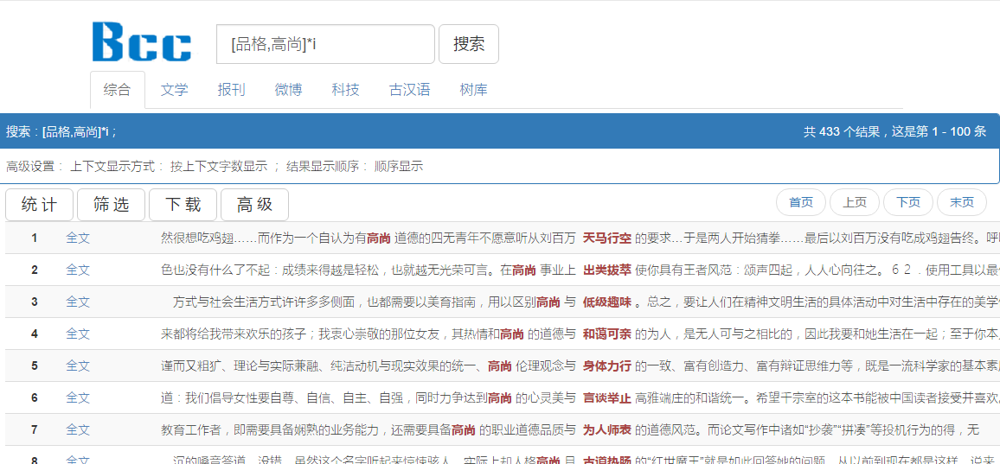 Bcc
[品格,高尚]*i 搜索
综合 文学 报刊 微博 科技 古汉语 树库
搜索：[品格,高尚]*i； 共 433 个结果，这是第 1 - 100 条
高级设置： 上下文显示方式： 按上下文字数显示 ； 结果显示顺序： 顺序显示
统 计 筛 选 下 载 高 级 首页 上页 下页 末页
1 全文 然很想吃鸡翅……而作为一个自认为有高尚 道德的四无青年不愿意听从刘百万 天马行空 的要求…于是两人开始猜拳……最后以刘百万没有吃成鸡翅告终。呼
2 全文 色也没有什么了不起：成绩来得越是轻松，也就越无光荣可言。在高尚 事业上 出类拔萃 使你具有王者风范：颂声四起，人人心向往之。６２．使用工具以最
3 全文 方式与社会生活方式许许多多侧面，也都需要以美育指南，用以区别高尚 与 低级趣味 。总之，要让人们在精神文明生活的具体活动中对生活中存在的美学
4 全文 来都将给我带来欢乐的孩子；我衷心崇敬的那位女友，其热情和高尚 的道德与 和蔼可亲 的为人，是无人可与之相比的，因此我要和她生活在一起；至于你本
5 全文 谨而又粗犷、理论与实际兼融、纯洁动机与现实效果的统一、高尚 伦理观念与 身体力行 的一致、富有创造力、富有辩证思维力等，既是一流科学家的基本素
6 全文 道：我们倡导女性要自尊、自信、自主、自强，同时力争达到高尚 的心灵美与 言谈举止 高雅端庄的和谐统一。希望干宗室的这本书能被中国读者接受并喜欢。
7 全文 教育工作者，即需要具备娴熟的业务能力，还需要具备高尚 的职业道德品质与 为人师表 的道德风范。而论文写作中诸如“抄袭”“拼凑”等投机行为的得，无
8 全文 沉的嗓音答道，没错，虽然这个名字听起来惊悚骇人，实际上却人格高尚 且 古道热肠 的“红世魔王”就是如此回答她的问题。从以前到现在都是这样，说来